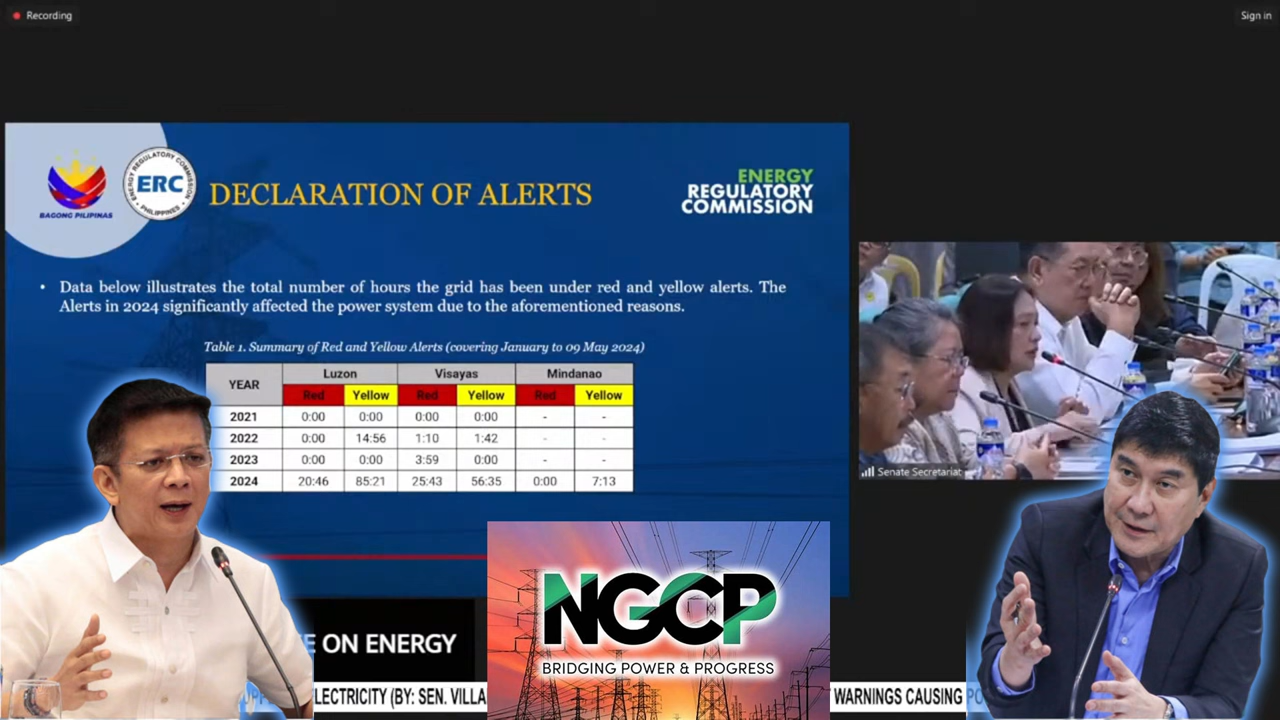 Recording
Sign in
BAGONG PILIPINAS
ENERGY REGULATORY COMMISSION
ERC
PHILIPPINES
DECLARATION OF ALERTS
ENERGY
REGULATORY
COMMISSION
• Data below illustrates the total number of hours the grid has been under red and yellow alerts. The
Alerts in 2024 significantly affected the power system due to the aforementioned reasons.
Table 1. Summary of Red and Yellow Alerts (covering January to 09 May 2024)
YEAR Luzon Visayas Mindanao
Red Yellow Red Yellow Red Yellow
2021 0:00 0:00 0:00 0:00 - -
2022 0:00 14:56 1:10 1:42 - -
2023 0:00 0:00 3:59 0:00 - -
2024 20:46 85:21 25:43 56:35 0:00 7:13
Senate Secretariat
NGCP
BRIDGING POWER & PROGRESS
ON ENERGY
LECTRICITY (BY: SEN. VILLA
WARNINGS CAUSING